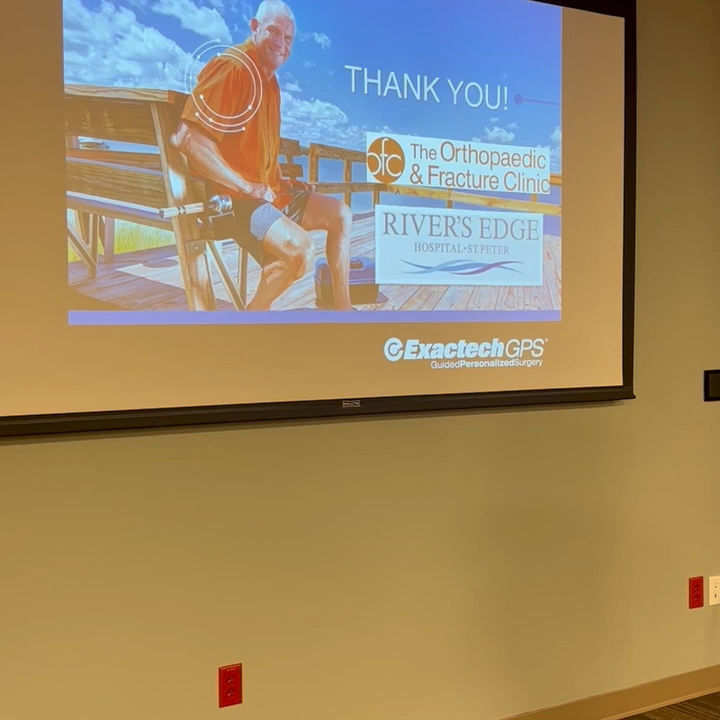 THANK YOU!
ofc The Orthopaedic
& Fracture Clinic
RIVER'S EDGE
HOSPITAL • ST. PETER
ExactechGPS®
GuidedPersonalizedSurgery